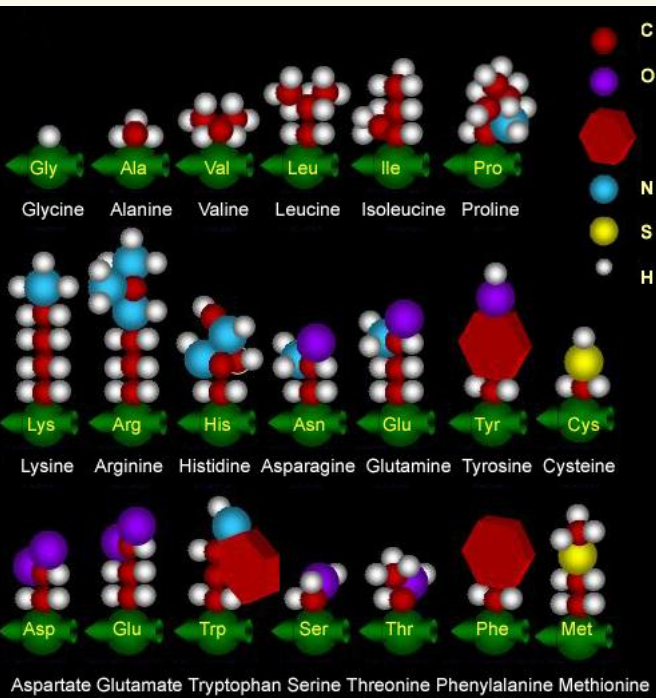 C
O
Gly Ala Val Leu Ile Pro
Glycine Alanine Valine Leucine Isoleucine Proline
N
S
H
Lys Arg His Asn Glu Tyr Cys
Lysine Arginine Histidine Asparagine Glutamine Tyrosine Cysteine
Asp Glu Trp Ser Thr Phe Met
Aspartate Glutamate Tryptophan Serine Threonine Phenylalanine Methionine